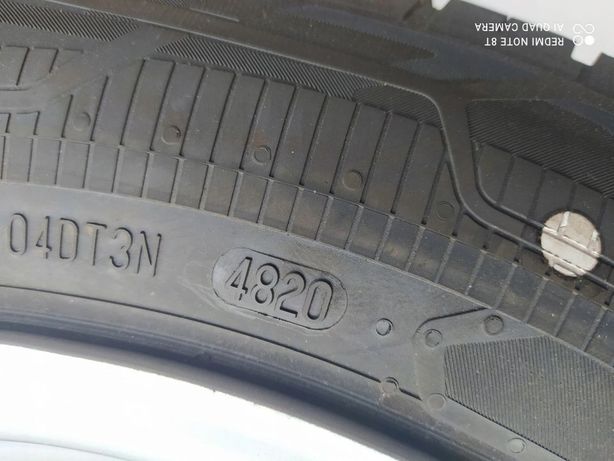 REDMI NOTE 8T
AI QUAD CAMERA
04DT3N 4820